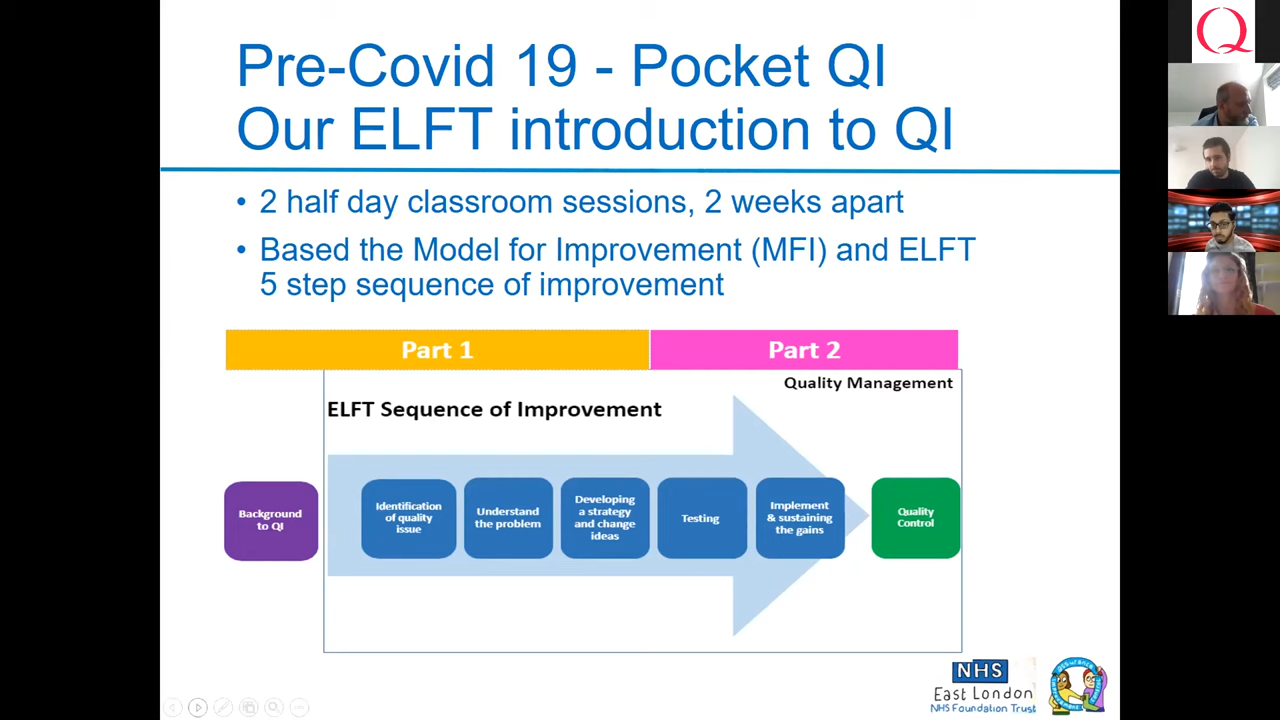 Pre-Covid 19 - Pocket QI
Our ELFT introduction to QI
• 2 half day classroom sessions, 2 weeks apart
• Based the Model for Improvement (MFI) and ELFT
5 step sequence of improvement
Part 1
Part 2
Quality Management
ELFT Sequence of Improvement
Background
to QI
Identification
of quality
issue
Understand
the problem
Developing
a strategy
and change
ideas
Testing
Implement
& sustaining
the gains
Quality
Control
NHS
East London
NHS Foundation Trust
Q